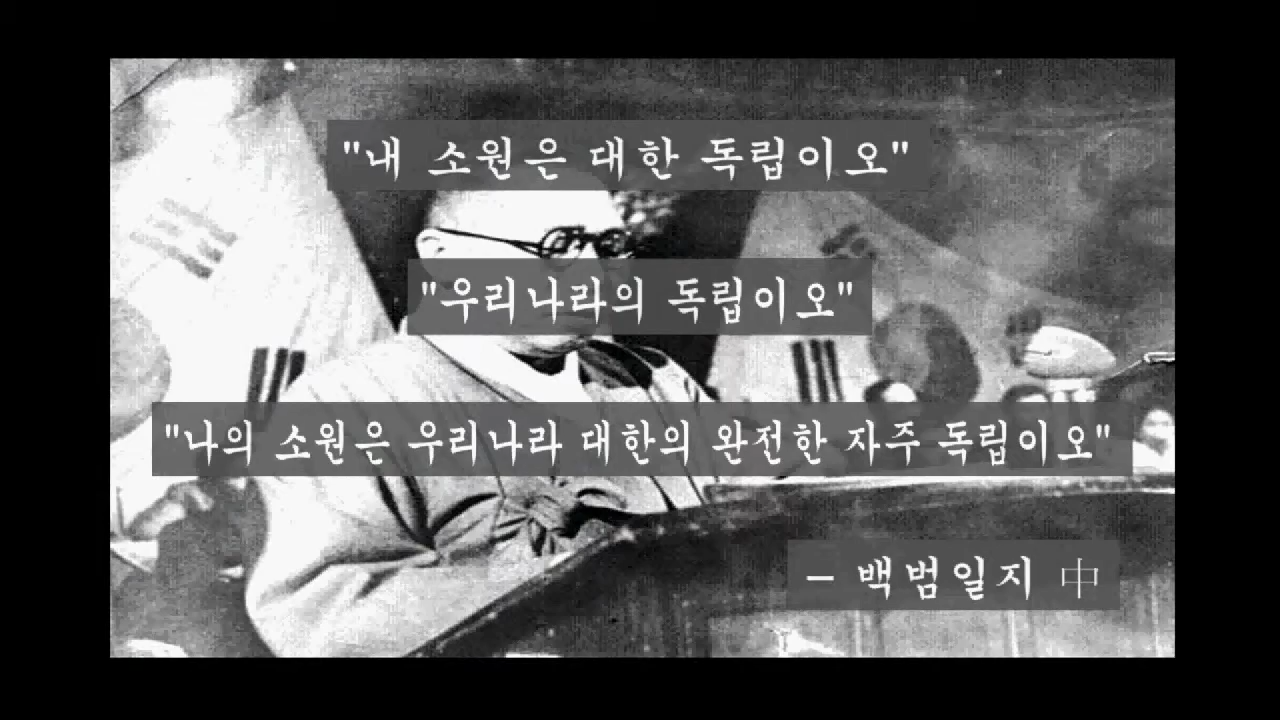 "내 소원은 대한 독립이오"
"우리나라의 독립이오"
"나의 소원은 우리나라 대한의 완전한 자주 독립이오"
– 백범일지 中